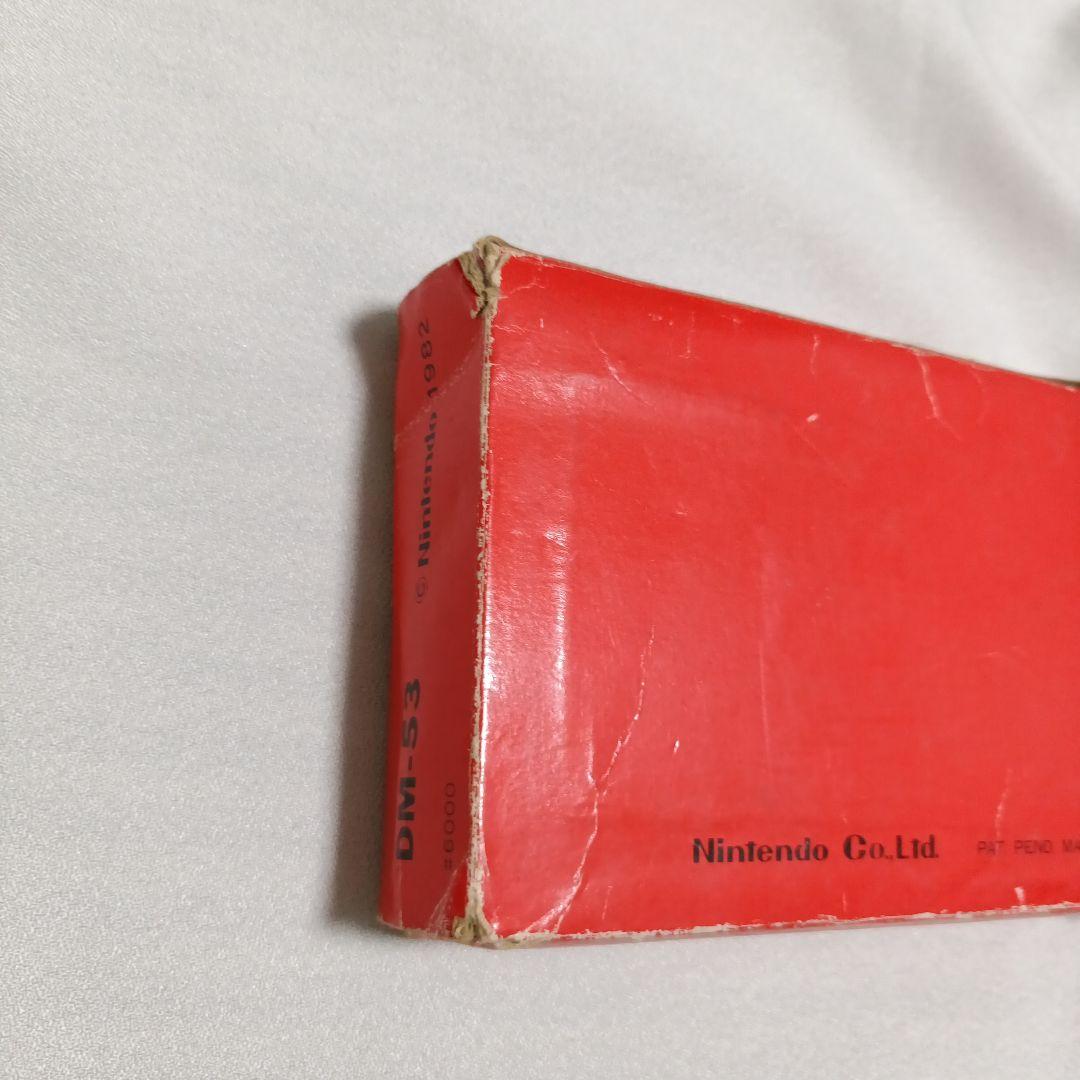 DM-53 © Nintendo 1982
#6000
Nintendo Co.,Ltd. PAT PEND